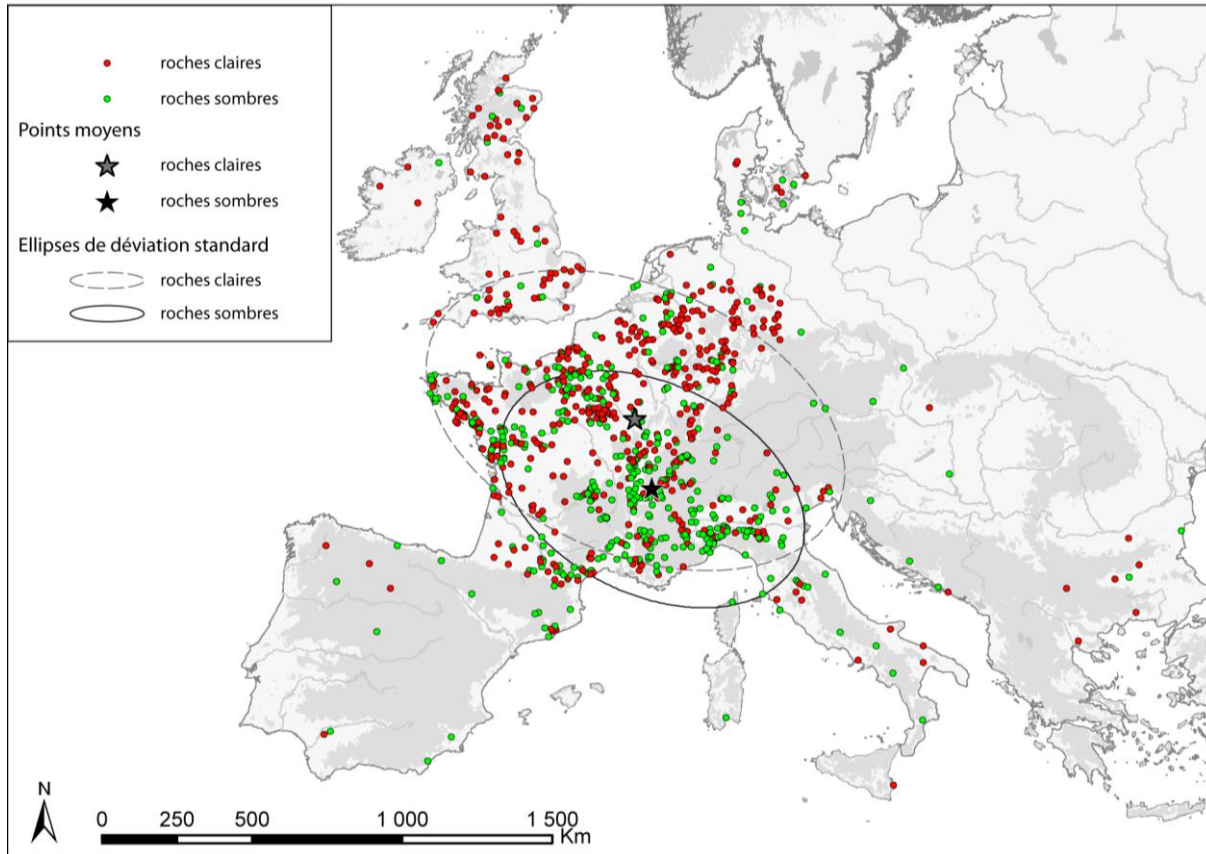 roches claires
roches sombres
Points moyens
roches claires
roches sombres
Ellipses de déviation standard
roches claires
roches sombres
N
0 250 500 1 000 1 500
Km